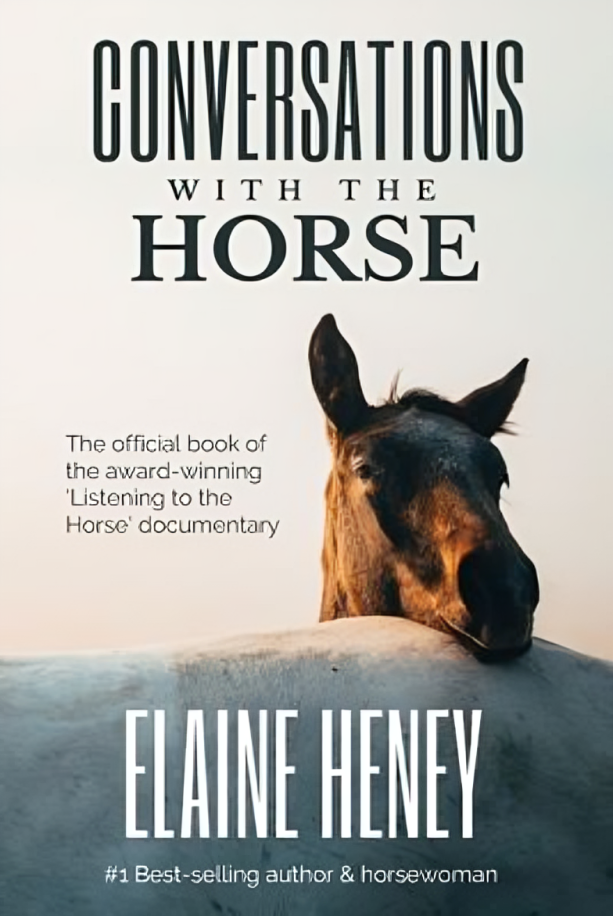 CONVERSATIONS
WITH THE
HORSE
The official book of
the award-winning
'Listening to the
Horse' documentary
ELAINE HENEY
#1 Best-selling author & horsewoman